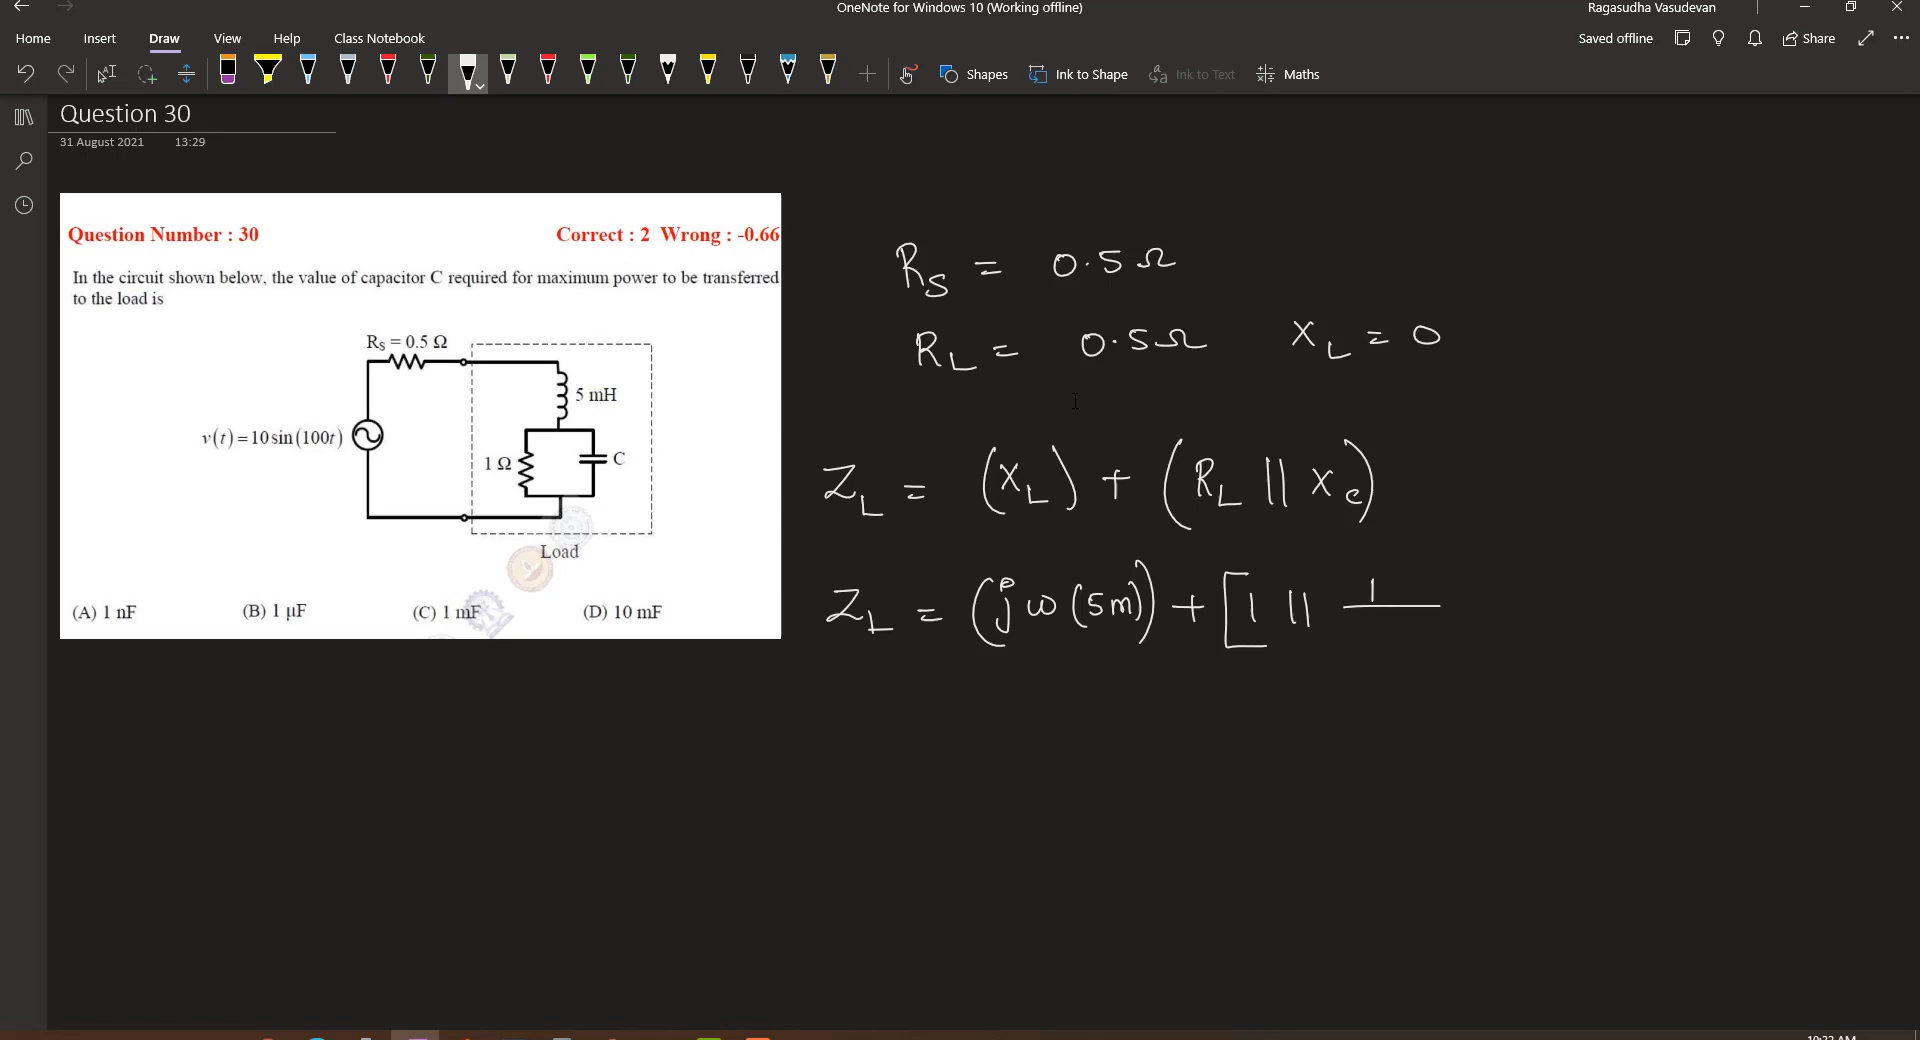 OneNote for Windows 10 (Working offline)
Ragasudha Vasudevan
Home Insert Draw View Help Class Notebook
Saved offline Share
Shapes Ink to Shape Ink to Text Maths
Question 30
31 August 2021 13:29
Question Number : 30 Correct : 2 Wrong : -0.66
In the circuit shown below, the value of capacitor C required for maximum power to be transferred
to the load is
R_S = 0.5 Ω
5 mH
v(t) = 10 sin(100t)
1 Ω C
Load
(A) 1 nF (B) 1 μF (C) 1 mF (D) 10 mF
R_S = 0.5 Ω
R_L = 0.5 Ω X_L = 0
Z_L = (X_L) + (R_L || X_c)
Z_L = (jω(5m)) + [1 || 1